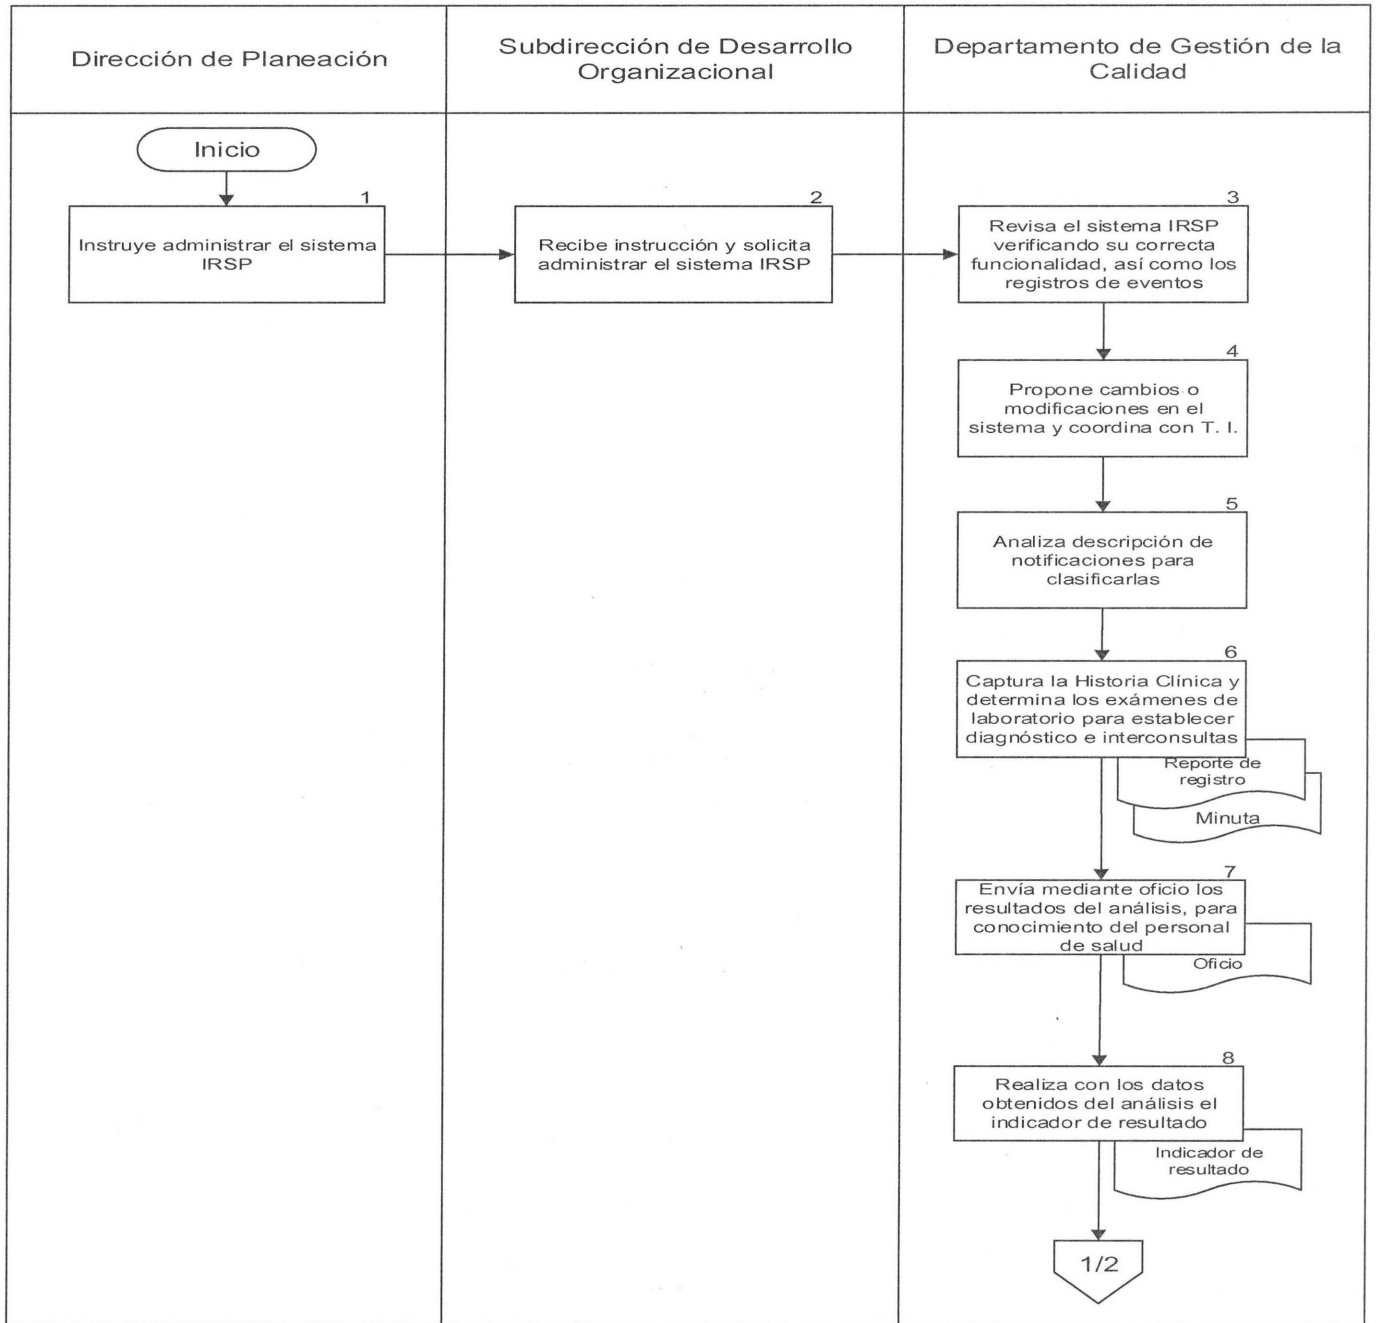 Dirección de Planeación
Subdirección de Desarrollo
Organizacional
Departamento de Gestión de la
Calidad
Inicio
1
Instruye administrar el sistema
IRSP
2
Recibe instrucción y solicita
administrar el sistema IRSP
3
Revisa el sistema IRSP
verificando su correcta
funcionalidad, así como los
registros de eventos
4
Propone cambios o
modificaciones en el
sistema y coordina con T. I.
5
Analiza descripción de
notificaciones para
clasificarlas
6
Captura la Historia Clínica y
determina los exámenes de
laboratorio para establecer
diagnóstico e interconsultas
Reporte de
registro
Minuta
7
Envía mediante oficio los
resultados del análisis, para
conocimiento del personal
de salud
Oficio
8
Realiza con los datos
obtenidos del análisis el
indicador de resultado
Indicador de
resultado
1/2